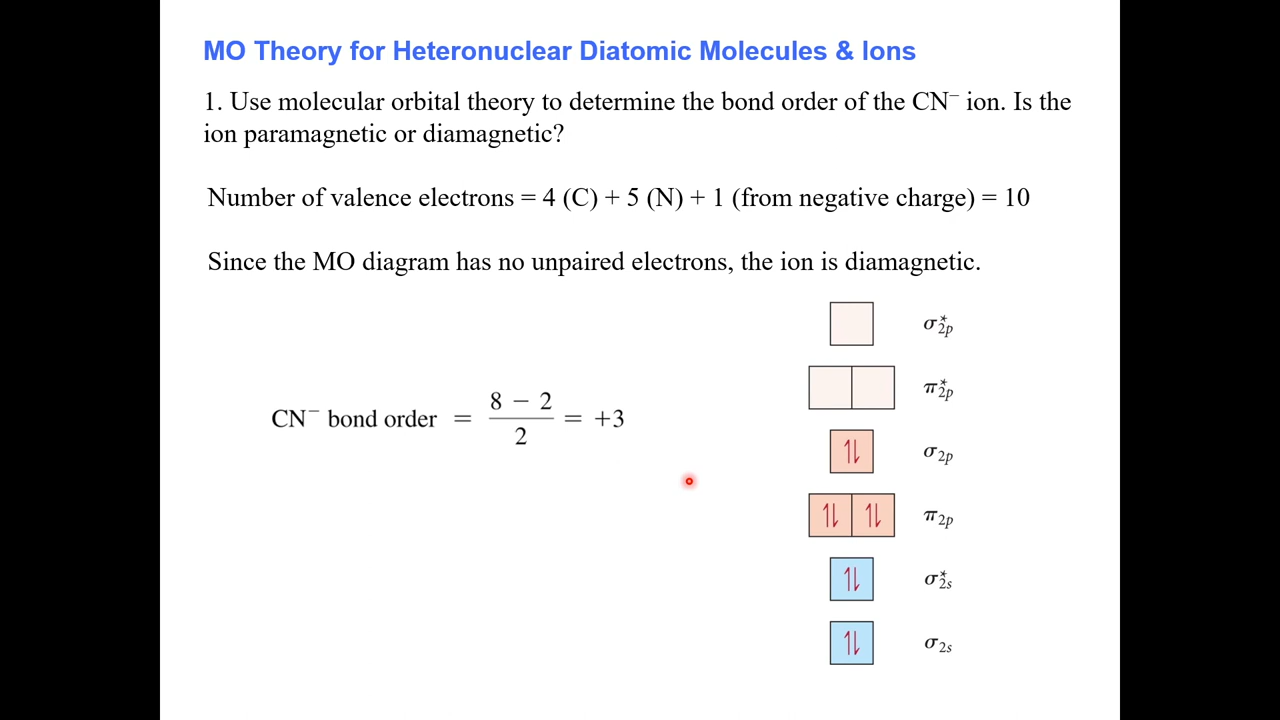 MO Theory for Heteronuclear Diatomic Molecules & Ions
1. Use molecular orbital theory to determine the bond order of the CN⁻ ion. Is the
ion paramagnetic or diamagnetic?
Number of valence electrons = 4 (C) + 5 (N) + 1 (from negative charge) = 10
Since the MO diagram has no unpaired electrons, the ion is diamagnetic.
CN⁻ bond order = (8 − 2)/2 = +3
σ*2p
π*2p
⥮ σ2p
⥮ ⥮ π2p
⥮ σ*2s
⥮ σ2s